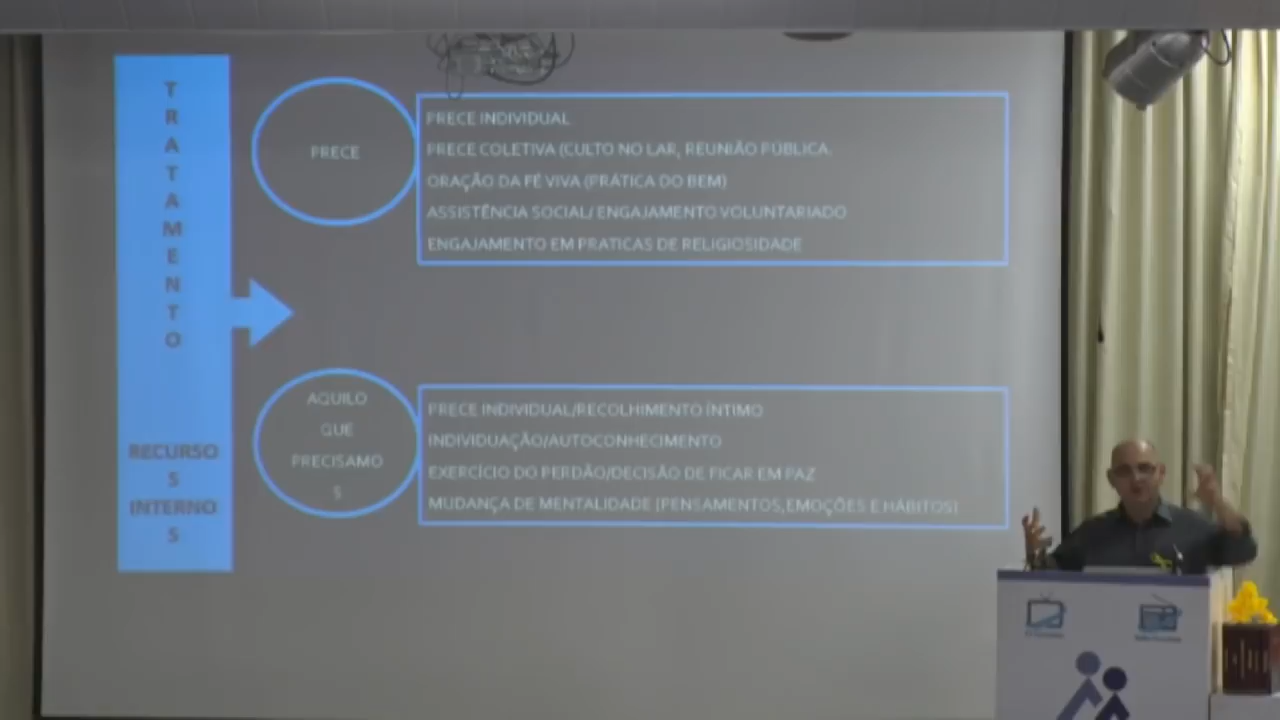 TRATAMENTO
RECURSO
S
INTERNO
S
PRECE
PRECE INDIVIDUAL
PRECE COLETIVA (CULTO NO LAR, REUNIÃO PÚBLICA.
ORAÇÃO DA FÉ VIVA (PRÁTICA DO BEM)
ASSISTÊNCIA SOCIAL/ ENGAJAMENTO VOLUNTARIADO
ENGAJAMENTO EM PRATICAS DE RELIGIOSIDADE
AQUILO
QUE
PRECISAMO
S
PRECE INDIVIDUAL/RECOLHIMENTO ÍNTIMO
INDIVIDUAÇÃO/AUTOCONHECIMENTO
EXERCÍCIO DO PERDÃO/DECISÃO DE FICAR EM PAZ
MUDANÇA DE MENTALIDADE (PENSAMENTOS,EMOÇÕES E HÁBITOS)